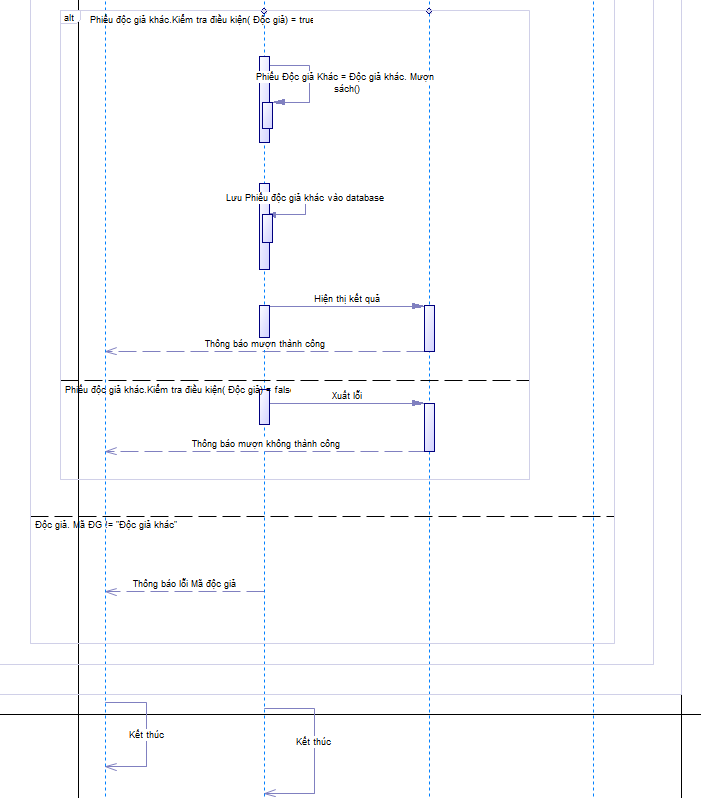 alt
Phiếu độc giả khác.Kiểm tra điều kiện( Độc giả) = true
Phiếu Độc giả Khác = Độc giả khác. Mượn
sách()
Lưu Phiếu độc giả khác vào database
Hiện thị kết quả
Thông báo mượn thành công
Phiếu độc giả khác.Kiểm tra điều kiện( Độc giả) = false
Xuất lỗi
Thông báo mượn không thành công
Độc giả. Mã ĐG != "Độc giả khác"
Thông báo lỗi Mã độc giả
Kết thúc
Kết thúc